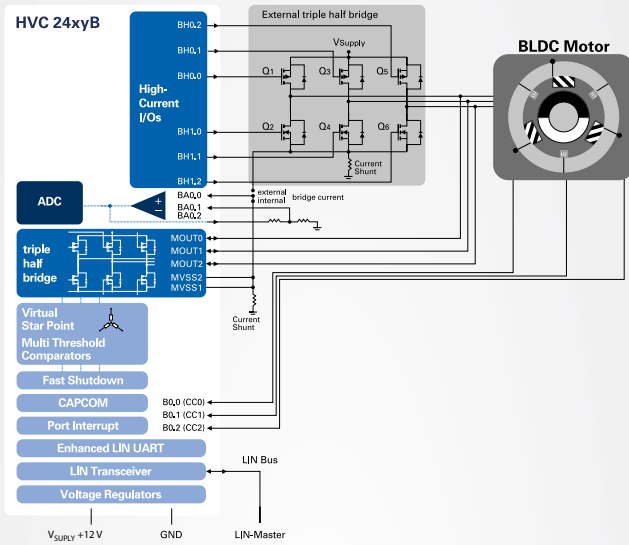 HVC 24xyB
External triple half bridge
BH0.2
BH0.1
BH0.0
High-
Current
I/Os
BH1.0
BH1.1
BH1.2
VSupply
Q1
Q3
Q5
Q2
Q4
Q6
Current
Shunt
BLDC Motor
ADC
+
−
BA0.0
BA0.1
BA0.2
external
internal
bridge current
triple
half
bridge
MOUT0
MOUT1
MOUT2
MVSS2
MVSS1
Current
Shunt
Virtual
Star Point
Multi Threshold
Comparators
Fast Shutdown
CAPCOM
Port Interrupt
B0.0 (CC0)
B0.1 (CC1)
B0.2 (CC2)
Enhanced LIN UART
LIN Transceiver
Voltage Regulators
LIN Bus
VSUPLY +12 V
GND
LIN-Master